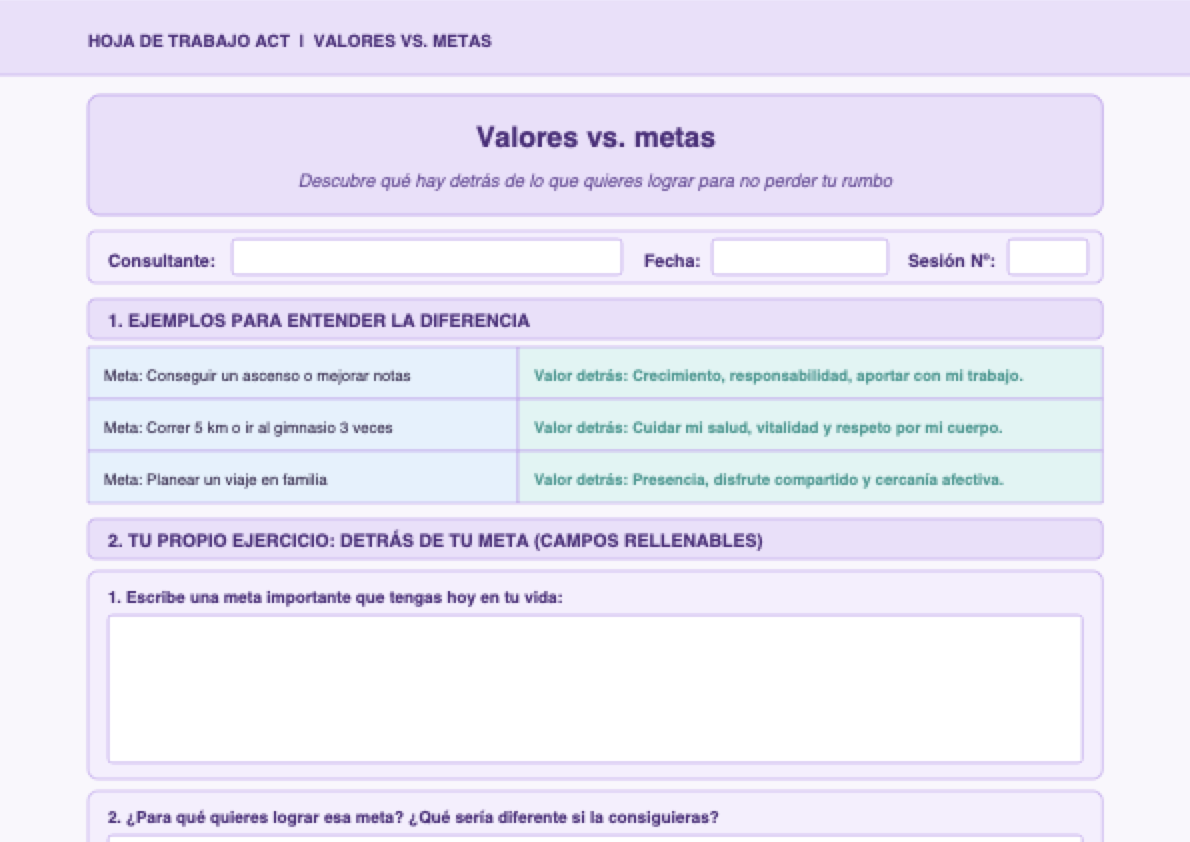 HOJA DE TRABAJO ACT | VALORES VS. METAS
Valores vs. metas
Descubre qué hay detrás de lo que quieres lograr para no perder tu rumbo
Consultante: Fecha: Sesión Nº:
1. EJEMPLOS PARA ENTENDER LA DIFERENCIA
Meta: Conseguir un ascenso o mejorar notas Valor detrás: Crecimiento, responsabilidad, aportar con mi trabajo.
Meta: Correr 5 km o ir al gimnasio 3 veces Valor detrás: Cuidar mi salud, vitalidad y respeto por mi cuerpo.
Meta: Planear un viaje en familia Valor detrás: Presencia, disfrute compartido y cercanía afectiva.
2. TU PROPIO EJERCICIO: DETRÁS DE TU META (CAMPOS RELLENABLES)
1. Escribe una meta importante que tengas hoy en tu vida:
2. ¿Para qué quieres lograr esa meta? ¿Qué sería diferente si la consiguieras?